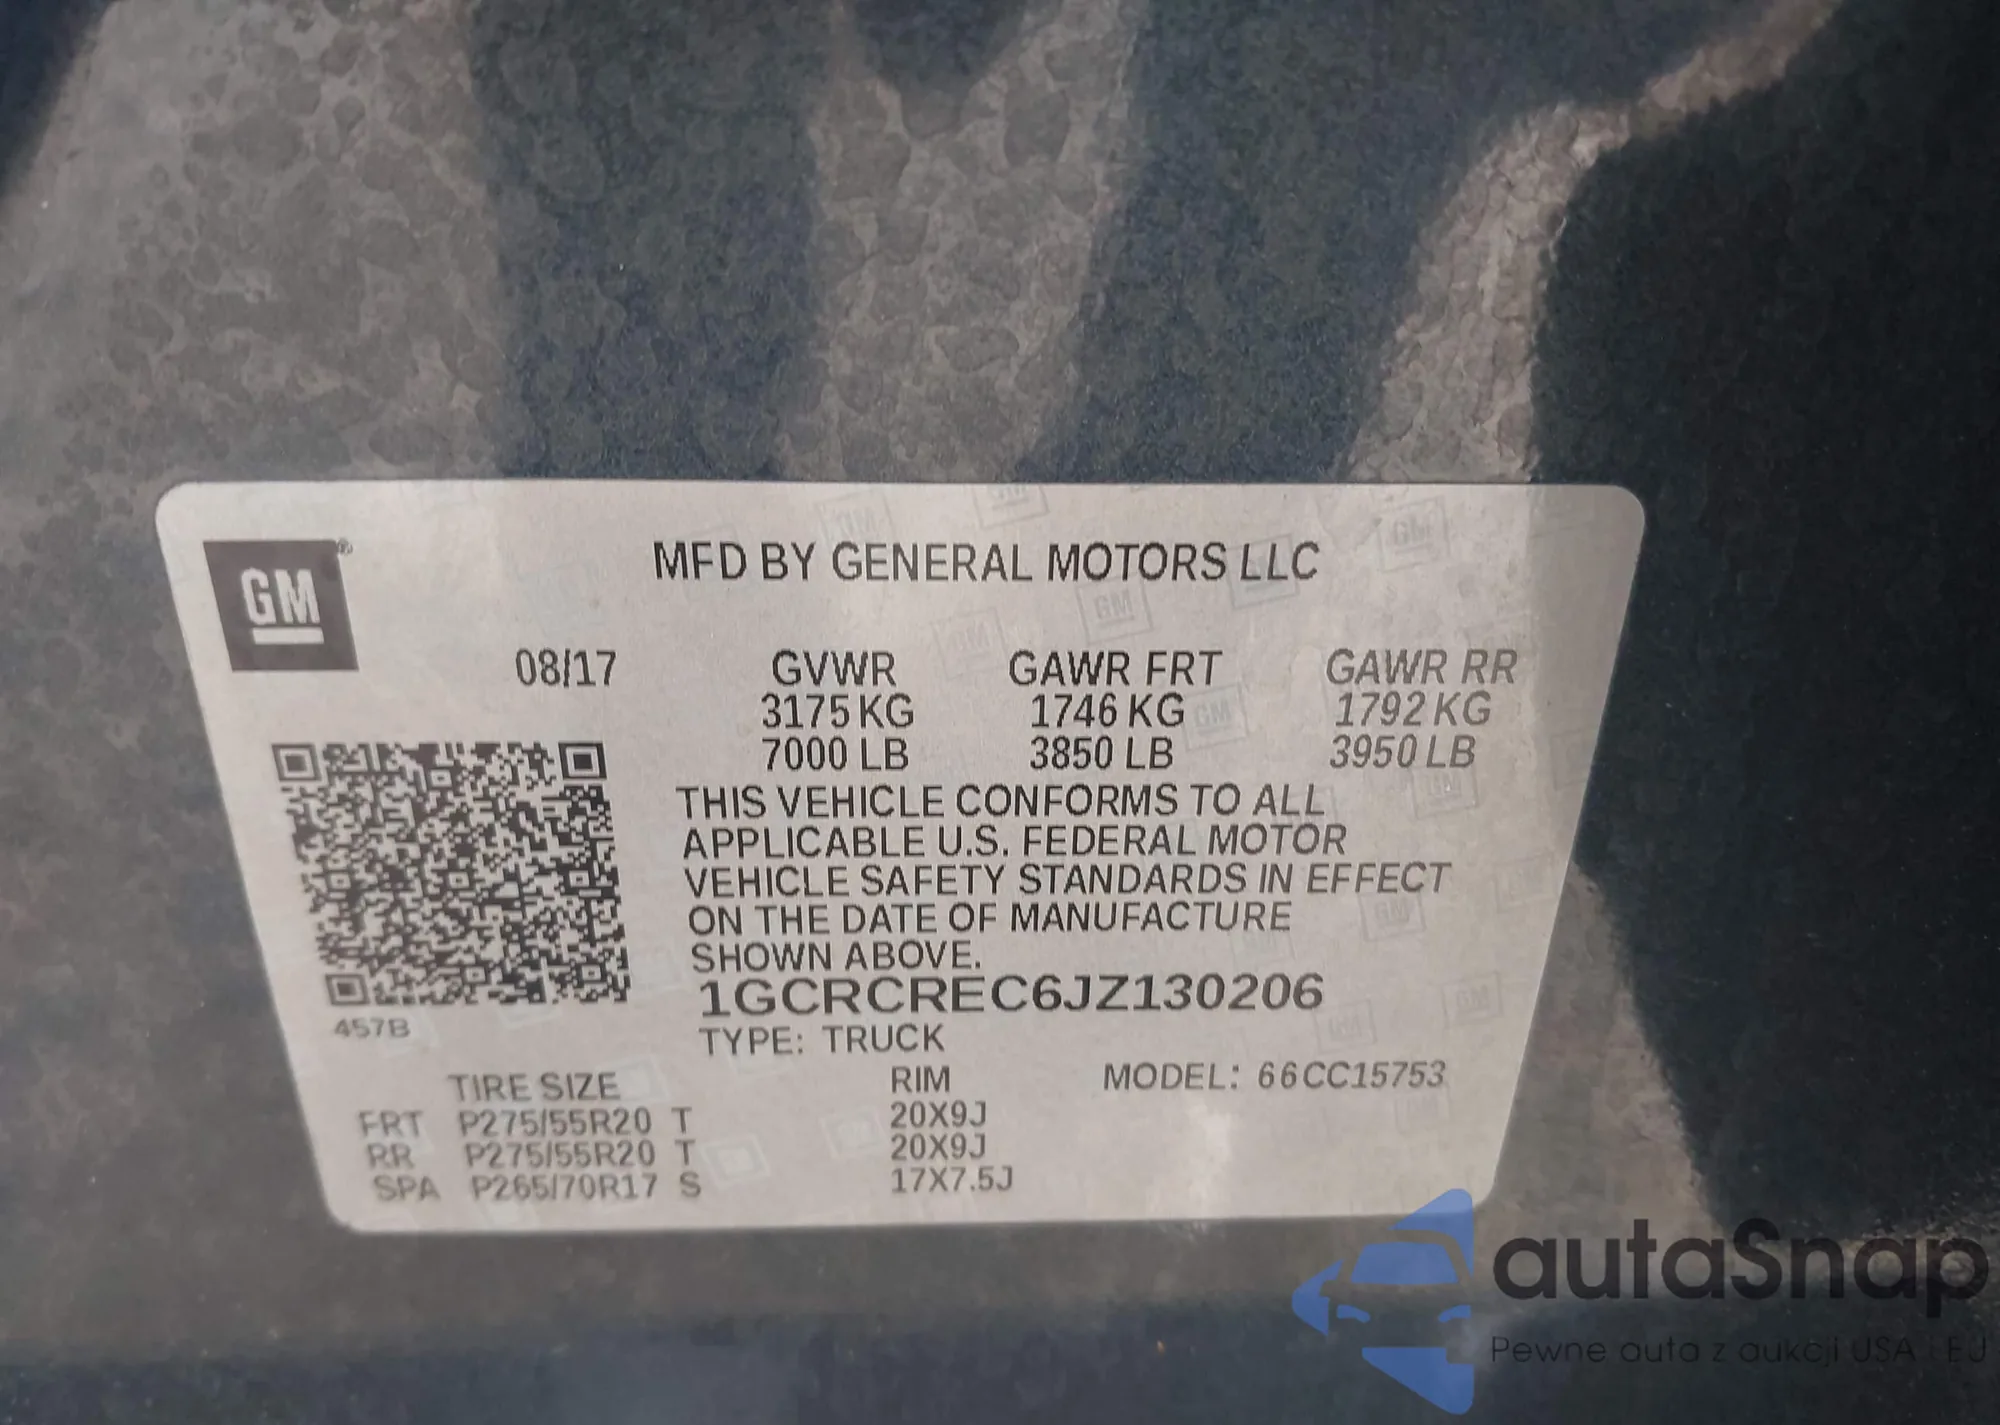 GM®
MFD BY GENERAL MOTORS LLC
08/17 GVWR GAWR FRT GAWR RR
3175 KG 1746 KG 1792 KG
7000 LB 3850 LB 3950 LB
THIS VEHICLE CONFORMS TO ALL
APPLICABLE U.S. FEDERAL MOTOR
VEHICLE SAFETY STANDARDS IN EFFECT
ON THE DATE OF MANUFACTURE
SHOWN ABOVE.
1GCRCREC6JZ130206
457B
TYPE: TRUCK
TIRE SIZE RIM MODEL: 66CC15753
FRT P275/55R20 T 20X9J
RR P275/55R20 T 20X9J
SPA P265/70R17 S 17X7.5J
autaSnap
Pewne auta z aukcji USA i EJ